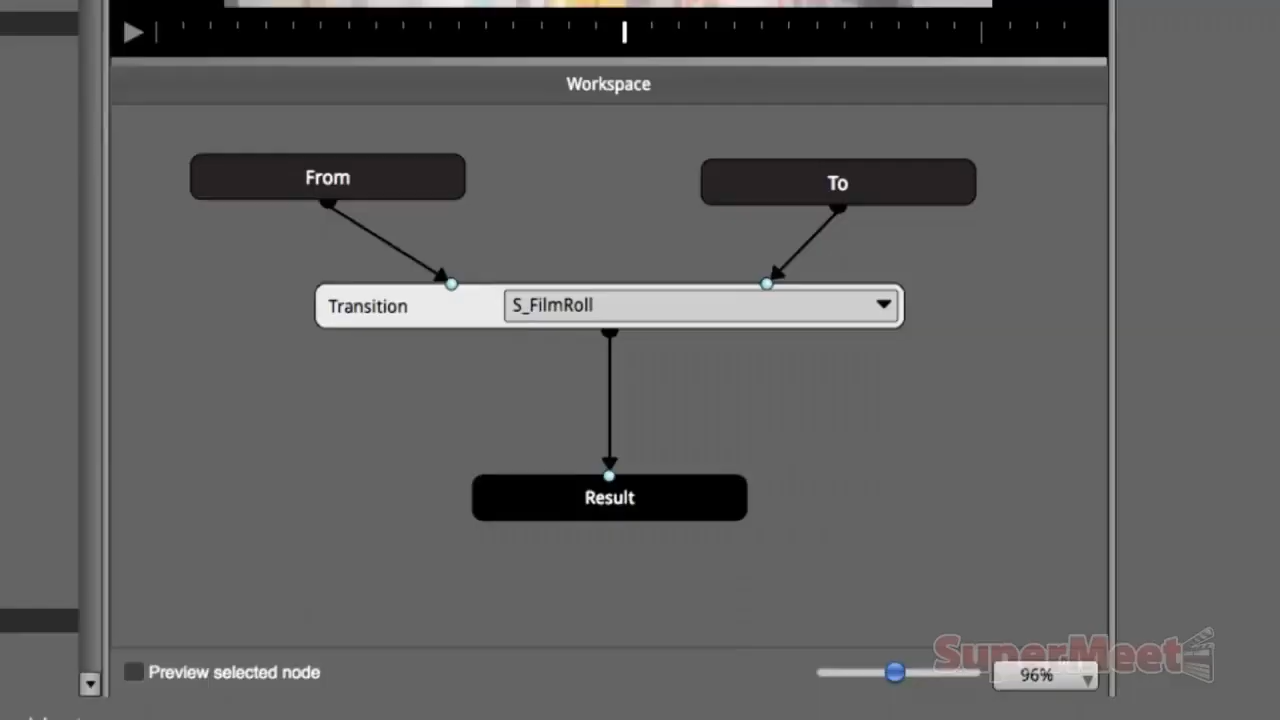 Workspace
From
To
Transition
S_FilmRoll
Result
Preview selected node
SuperMeet
96%